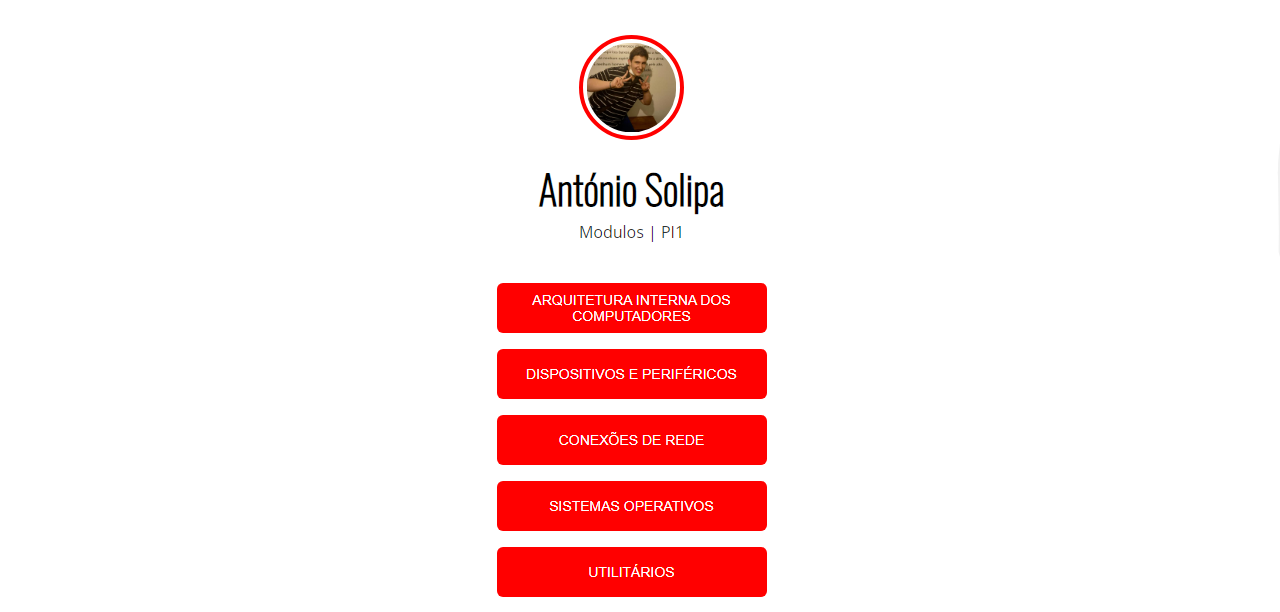 António Solipa
Modulos | PI1
ARQUITETURA INTERNA DOS
COMPUTADORES
DISPOSITIVOS E PERIFÉRICOS
CONEXÕES DE REDE
SISTEMAS OPERATIVOS
UTILITÁRIOS